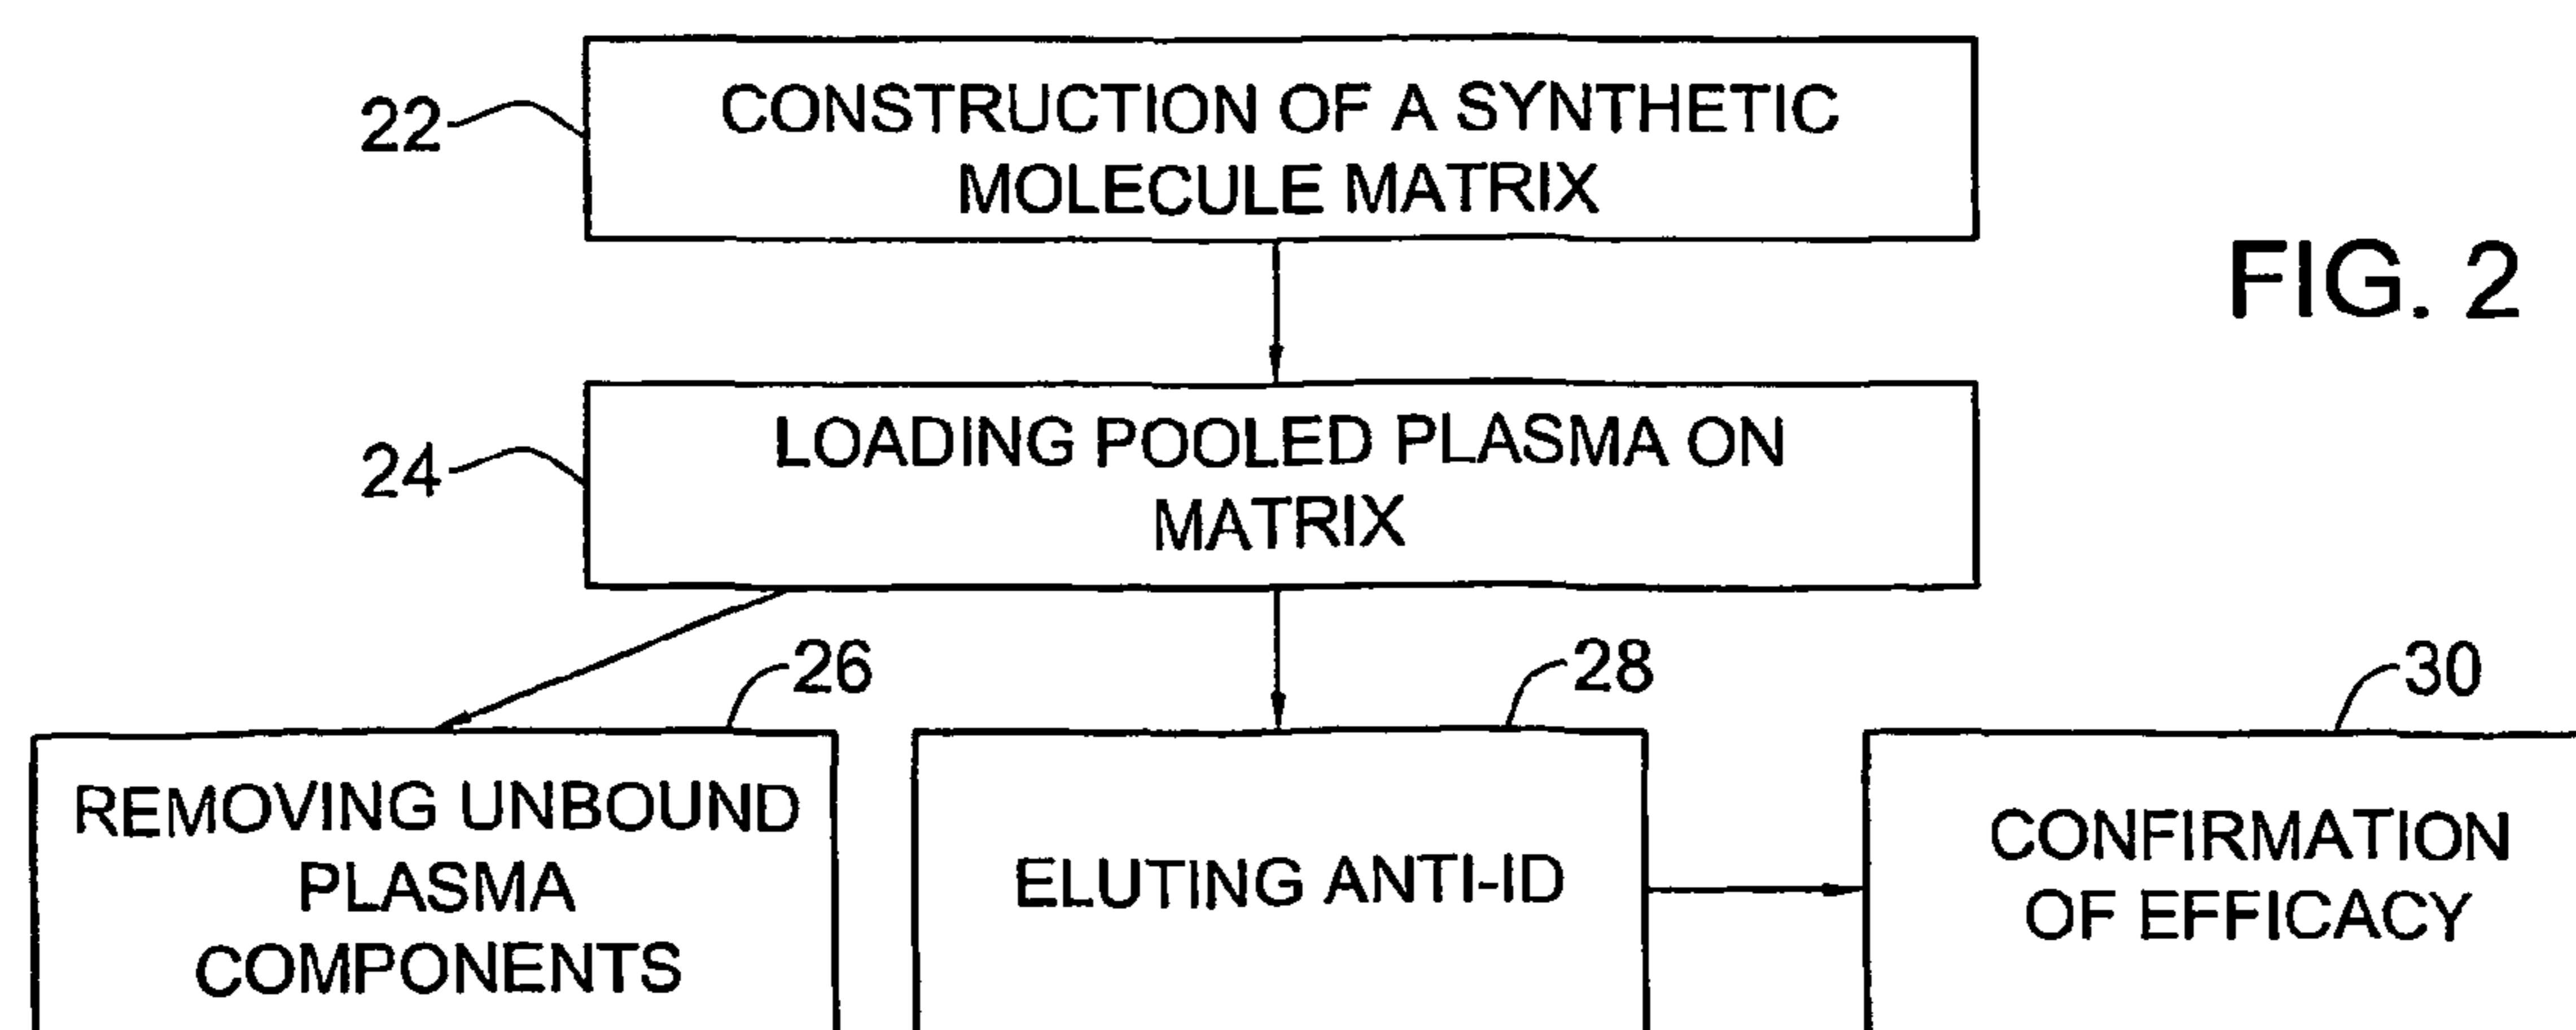 22
CONSTRUCTION OF A SYNTHETIC
MOLECULE MATRIX
FIG. 2
24
LOADING POOLED PLASMA ON
MATRIX
26
REMOVING UNBOUND
PLASMA
COMPONENTS
28
ELUTING ANTI-ID
30
CONFIRMATION
OF EFFICACY